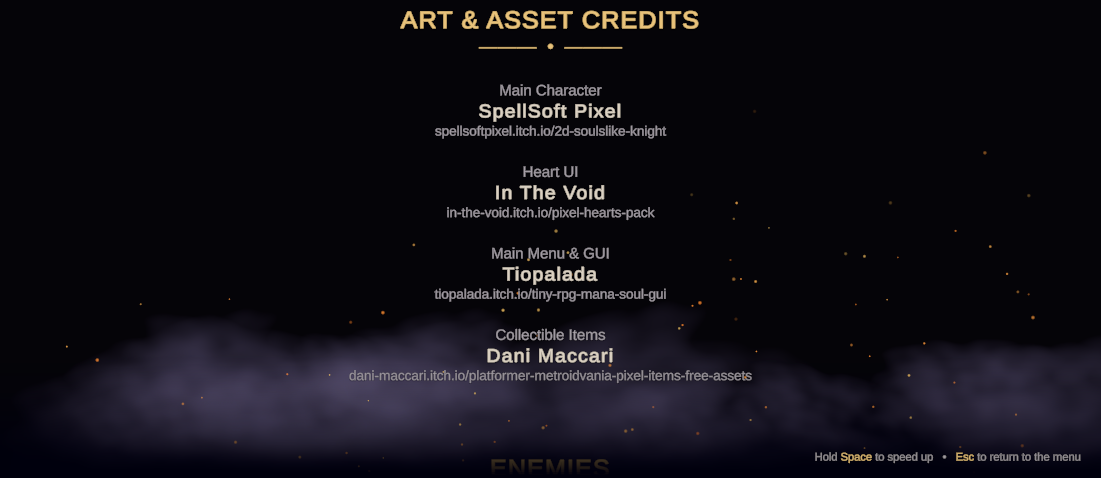 ART & ASSET CREDITS
Main Character
SpellSoft Pixel
spellsoftpixel.itch.io/2d-soulslike-knight
Heart UI
In The Void
in-the-void.itch.io/pixel-hearts-pack
Main Menu & GUI
Tiopalada
tiopalada.itch.io/tiny-rpg-mana-soul-gui
Collectible Items
Dani Maccari
dani-maccari.itch.io/platformer-metroidvania-pixel-items-free-assets
Hold Space to speed up • Esc to return to the menu
ENEMIES